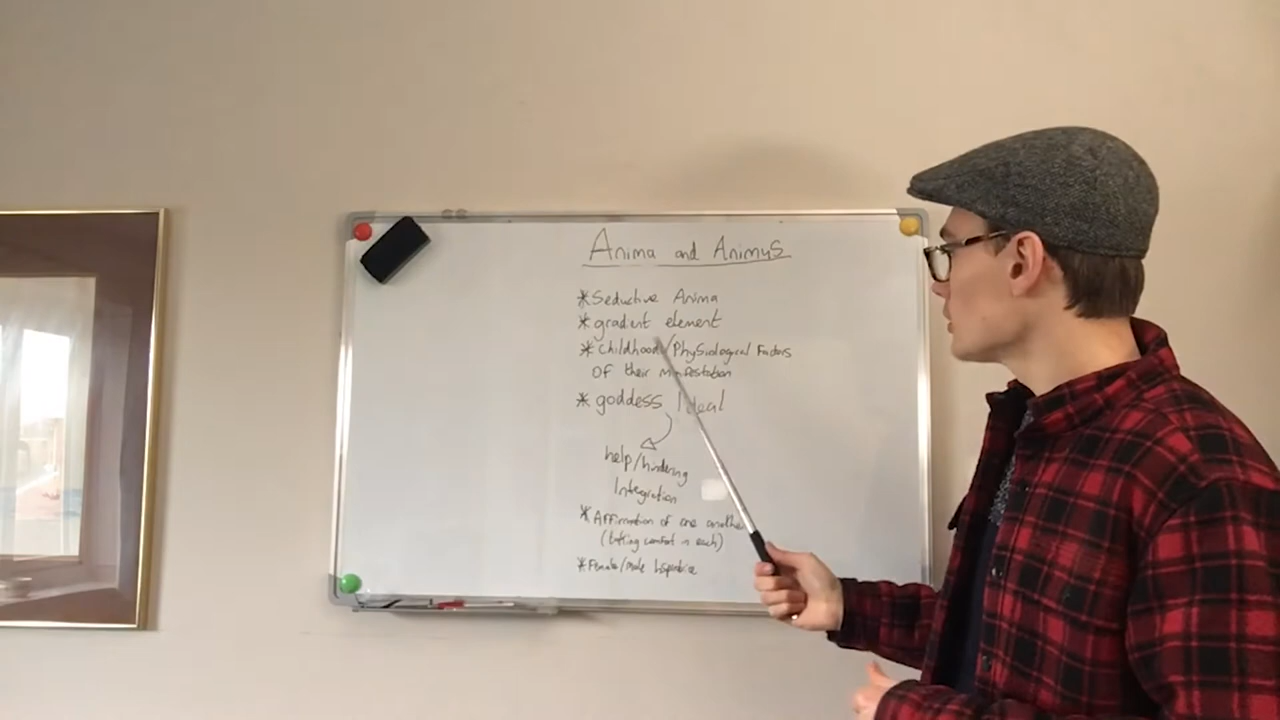 Anima and Animus
* Seductive Anima
* gradient element
* Childhood/Physiological Factors
OF their manifestation
* goddess Ideal
help/hindering
Integration
* Affirmation of one another
(taking comfort in each)
* Female/male